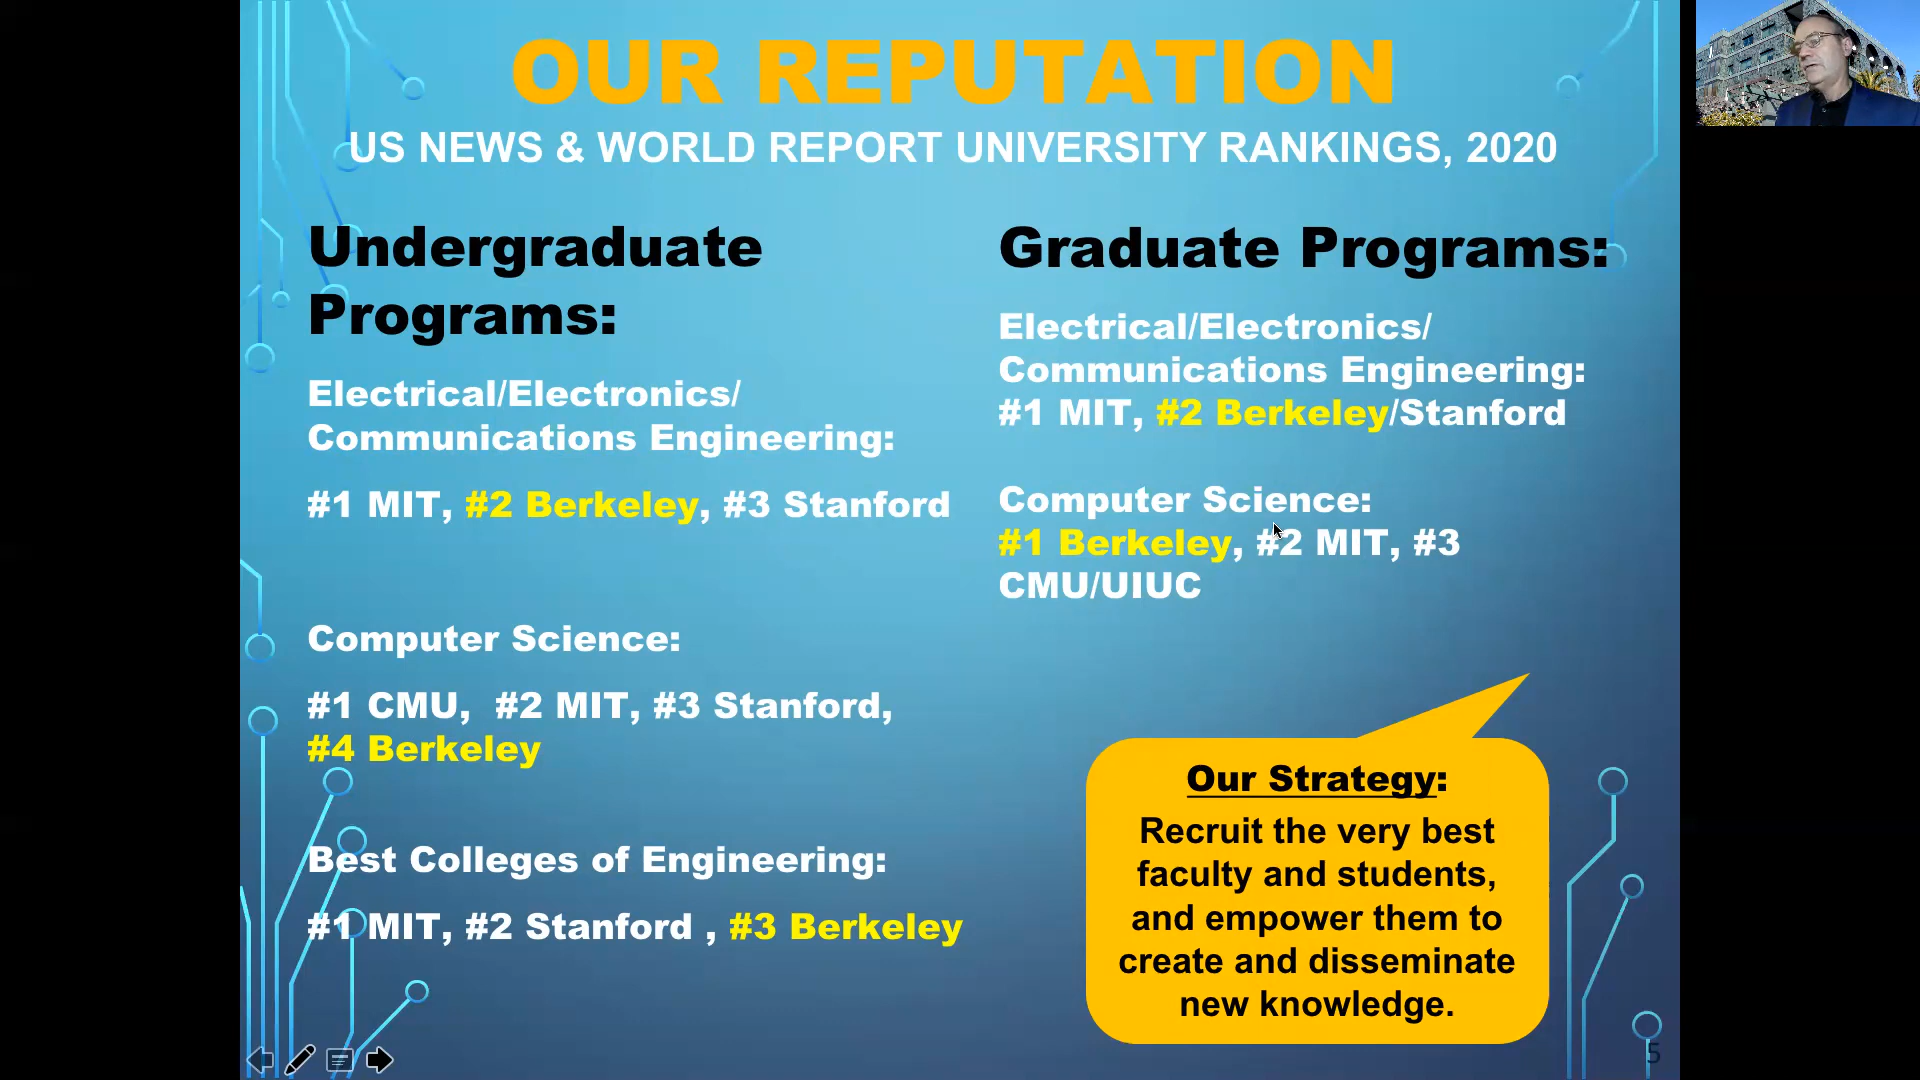 OUR REPUTATION
US NEWS & WORLD REPORT UNIVERSITY RANKINGS, 2020
Undergraduate
Programs:
Electrical/Electronics/
Communications Engineering:
#1 MIT, #2 Berkeley, #3 Stanford
Computer Science:
#1 CMU,  #2 MIT, #3 Stanford,
#4 Berkeley
Best Colleges of Engineering:
#1 MIT, #2 Stanford , #3 Berkeley
Graduate Programs:
Electrical/Electronics/
Communications Engineering:
#1 MIT, #2 Berkeley/Stanford
Computer Science:
#1 Berkeley, #2 MIT, #3
CMU/UIUC
Our Strategy:
Recruit the very best
faculty and students,
and empower them to
create and disseminate
new knowledge.
5